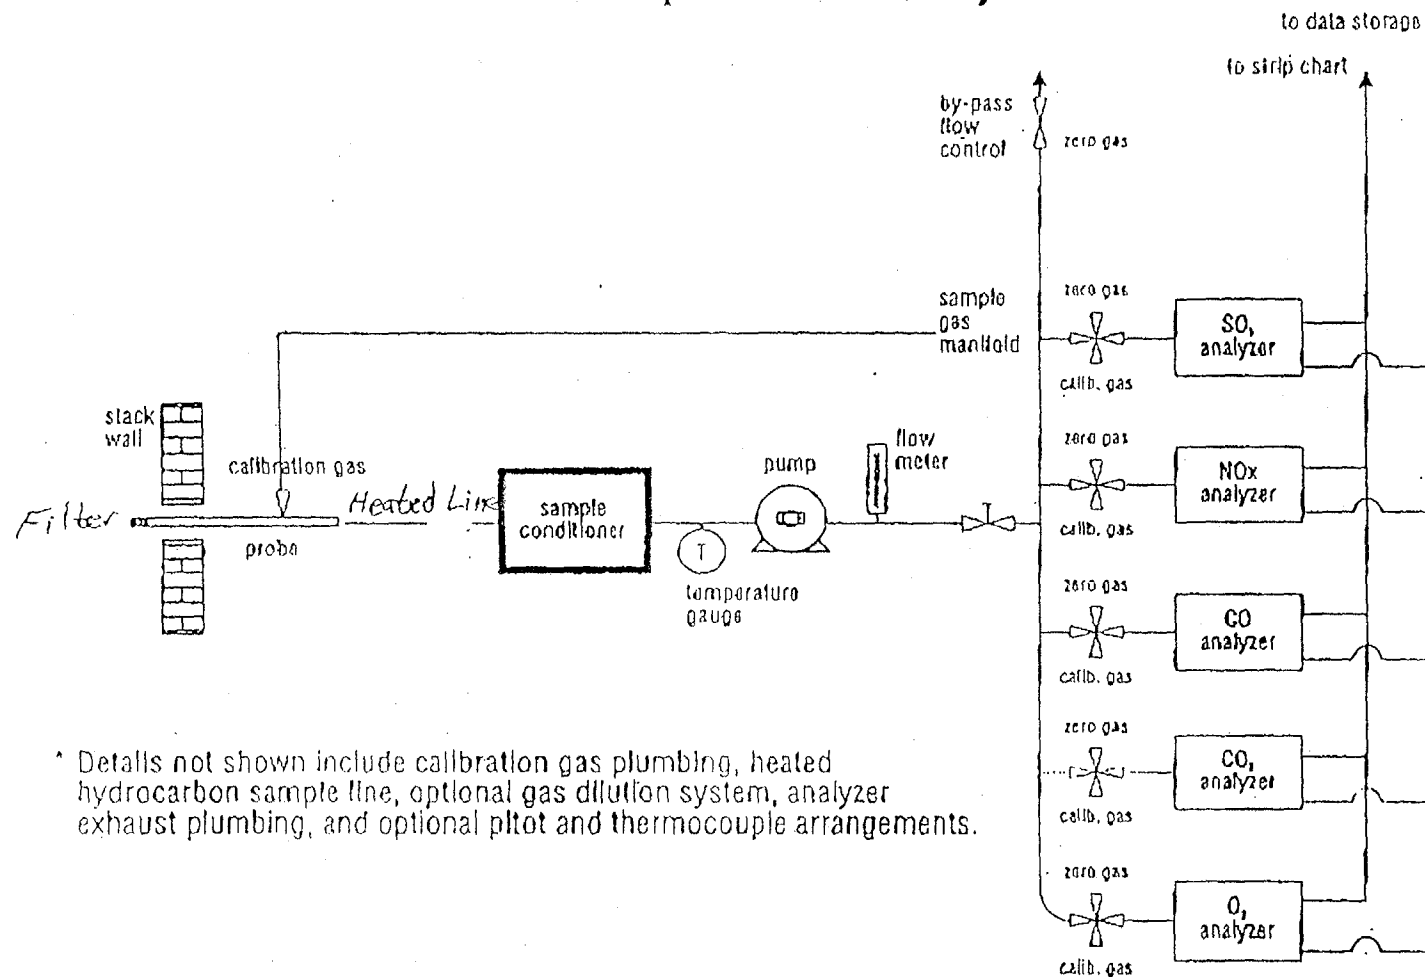 to data storage
to strip chart
by-pass
flow
control
zero gas
sample
gas
manifold
zero gas
calib. gas
SO₂
analyzer
stack
wall
calibration gas
Filter
probe
Heated Line
sample
conditioner
T
temperature
gauge
pump
flow
meter
zero gas
calib. gas
NOx
analyzer
zero gas
calib. gas
CO
analyzer
zero gas
calib. gas
CO₂
analyzer
zero gas
calib. gas
O₂
analyzer
* Details not shown include calibration gas plumbing, heated
hydrocarbon sample line, optional gas dilution system, analyzer
exhaust plumbing, and optional pitot and thermocouple arrangements.